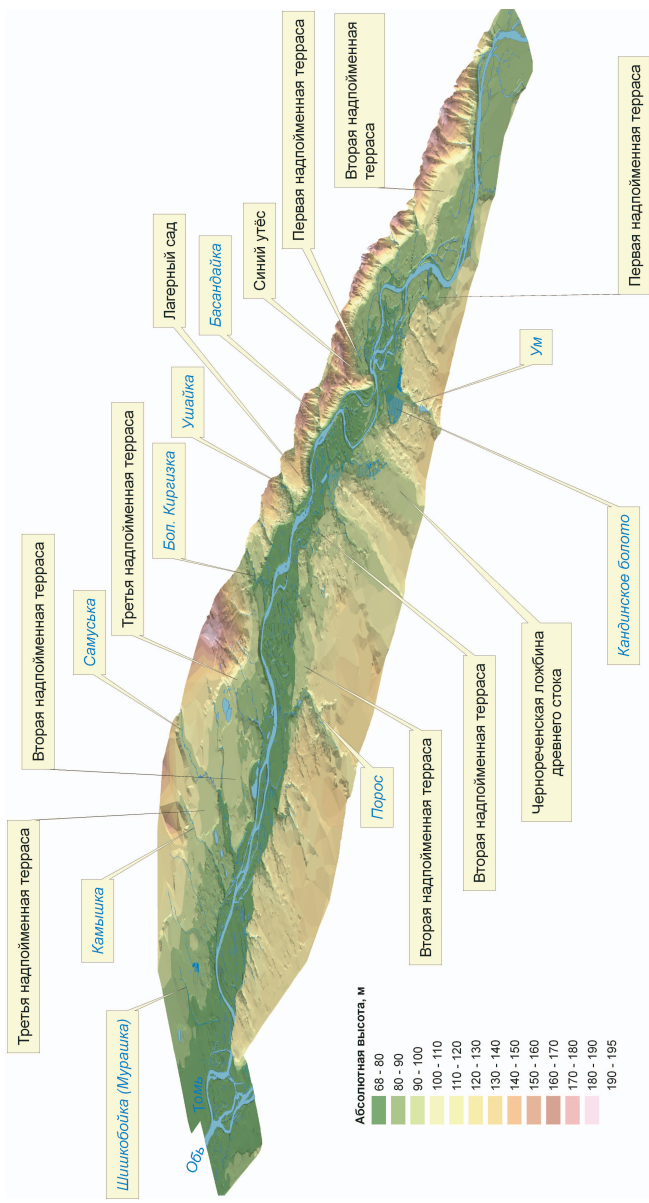 Третья надпойменная терраса
Вторая надпойменная терраса
Третья надпойменная терраса
Лагерный сад
Шишкобойка (Мурашка)
Камышка
Самуська
Бол. Киргизка
Ушайка
Басандайка
Синий утёс
Первая надпойменная терраса
Вторая надпойменная
терраса
Обь
Томь
Порос
Вторая надпойменная терраса
Вторая надпойменная терраса
Чернореченская ложбина
древнего стока
Кандинское болото
Ум
Первая надпойменная терраса
Абсолютная высота, м
68 - 80
80 - 90
90 - 100
100 - 110
110 - 120
120 - 130
130 - 140
140 - 150
150 - 160
160 - 170
170 - 180
180 - 190
190 - 195